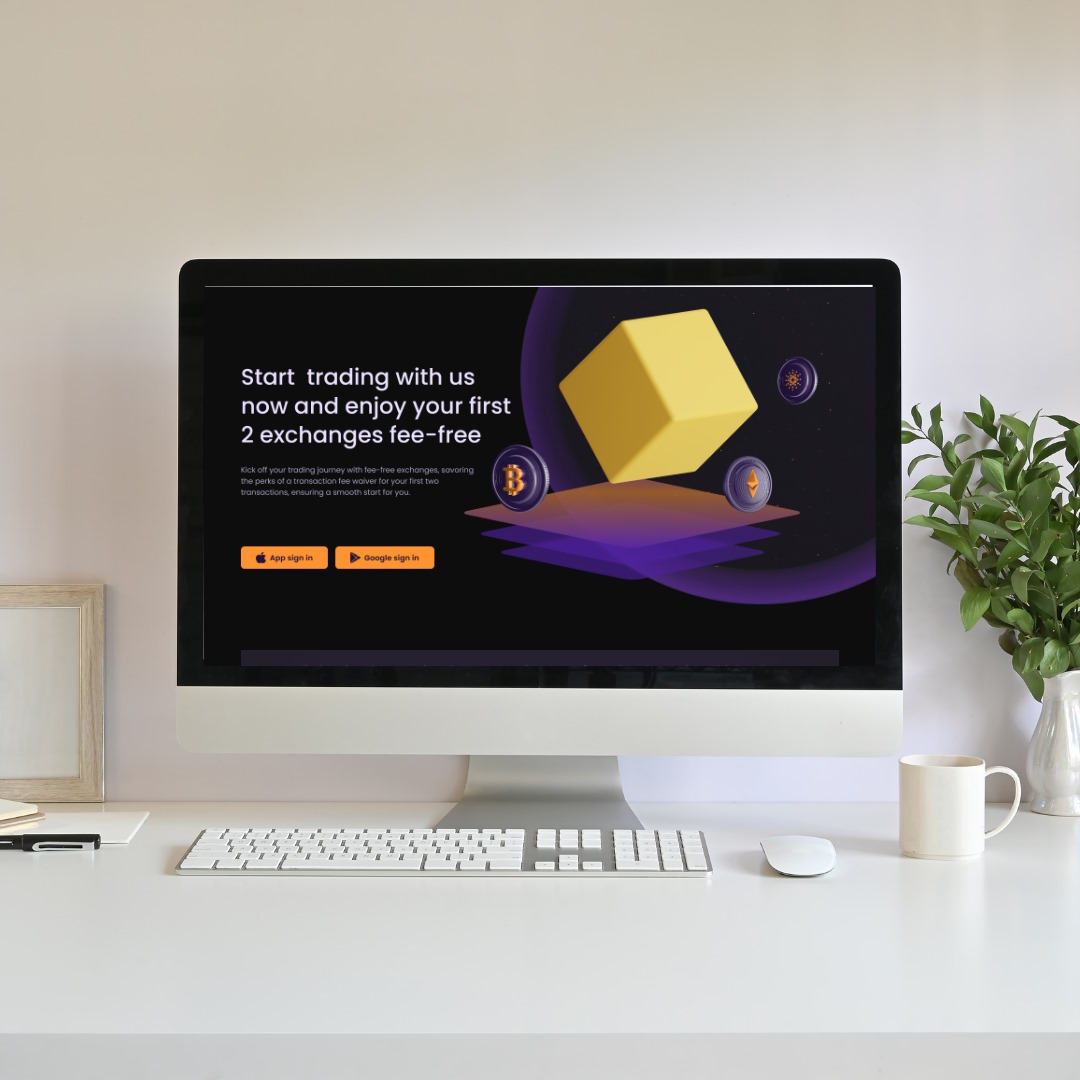 Start  trading with us
now and enjoy your first
2 exchanges fee-free
Kick off your trading journey with fee-free exchanges, savoring
the perks of a transaction fee waiver for your first two
transactions, ensuring a smooth start for you.
App sign in
Google sign in